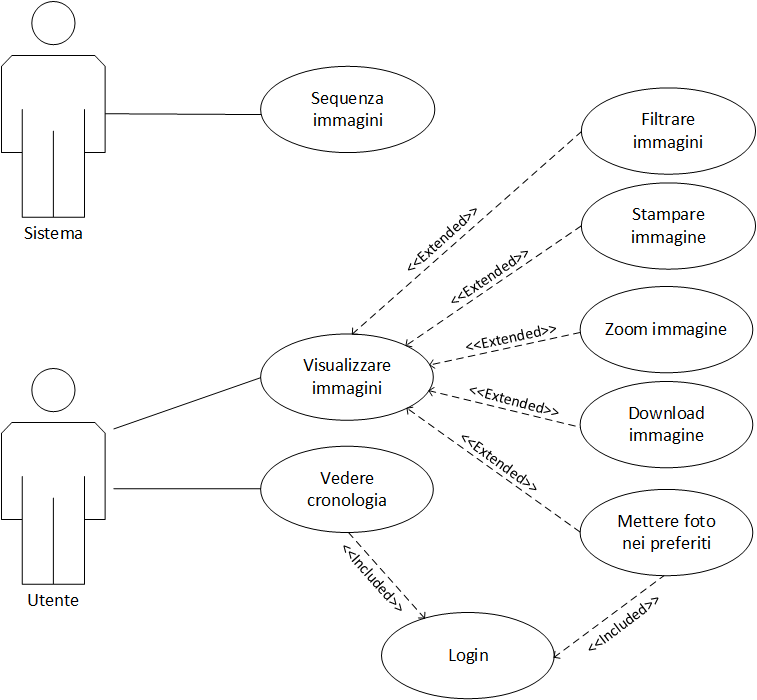 Sequenza
immagini
Sistema
Filtrare
immagini
<<Extended>>
Stampare
immagine
<<Extended>>
Zoom immagine
<<Extended>>
Visualizzare
immagini
Download
immagine
<<Extended>>
<<Extended>>
Vedere
cronologia
Mettere foto
nei preferiti
Utente
<<Included>>
<<Included>>
Login